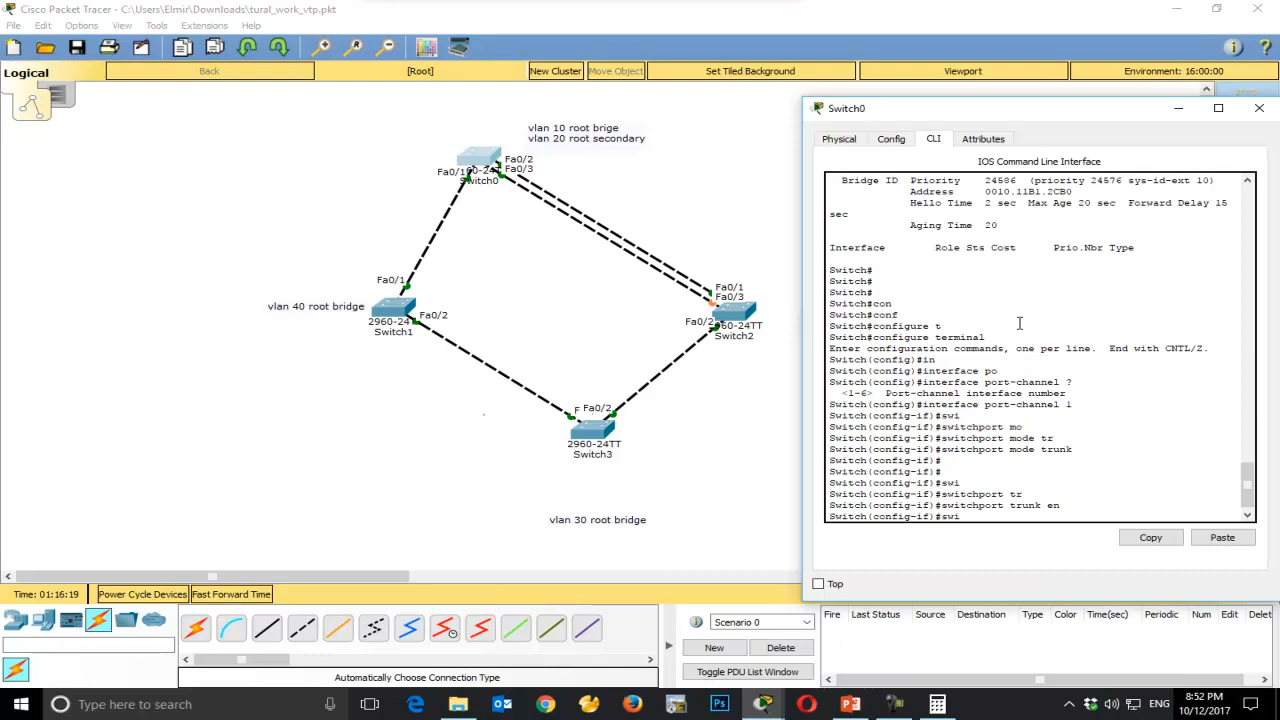 Cisco Packet Tracer - C:\Users\Elmir\Downloads\tural_work_vtp.pkt
File Edit Options View Tools Extensions Help
Logical
Back
[Root]
New Cluster
Move Object
Set Tiled Background
Viewport
Environment: 16:00:00
vlan 10 root brige
vlan 20 root secondary
Fa0/2
Fa0/3
Fa0/1
Switch0
Fa0/1
vlan 40 root bridge
Fa0/2
2960-24TT
Switch1
Fa0/1
Fa0/3
Fa0/2
960-24TT
Switch2
F Fa0/2
2960-24TT
Switch3
vlan 30 root bridge
Switch0
Physical Config CLI Attributes
IOS Command Line Interface
Bridge ID Priority 24586 (priority 24576 sys-id-ext 10)
Address 0010.11B1.2CB0
Hello Time 2 sec Max Age 20 sec Forward Delay 15
sec
Aging Time 20
Interface Role Sts Cost Prio.Nbr Type
Switch#
Switch#
Switch#
Switch#con
Switch#conf
Switch#configure t
Switch#configure terminal
Enter configuration commands, one per line. End with CNTL/Z.
Switch(config)#in
Switch(config)#interface po
Switch(config)#interface port-channel ?
<1-6> Port-channel interface number
Switch(config)#interface port-channel 1
Switch(config-if)#swi
Switch(config-if)#switchport mo
Switch(config-if)#switchport mode tr
Switch(config-if)#switchport mode trunk
Switch(config-if)#
Switch(config-if)#
Switch(config-if)#swi
Switch(config-if)#switchport tr
Switch(config-if)#switchport trunk en
Switch(config-if)#swi
Copy
Paste
Top
Time: 01:16:19
Power Cycle Devices
Fast Forward Time
Automatically Choose Connection Type
Scenario 0
New
Delete
Toggle PDU List Window
Fire Last Status Source Destination Type Color Time(sec) Periodic Num Edit Delet
Type here to search
ENG
8:52 PM
10/12/2017